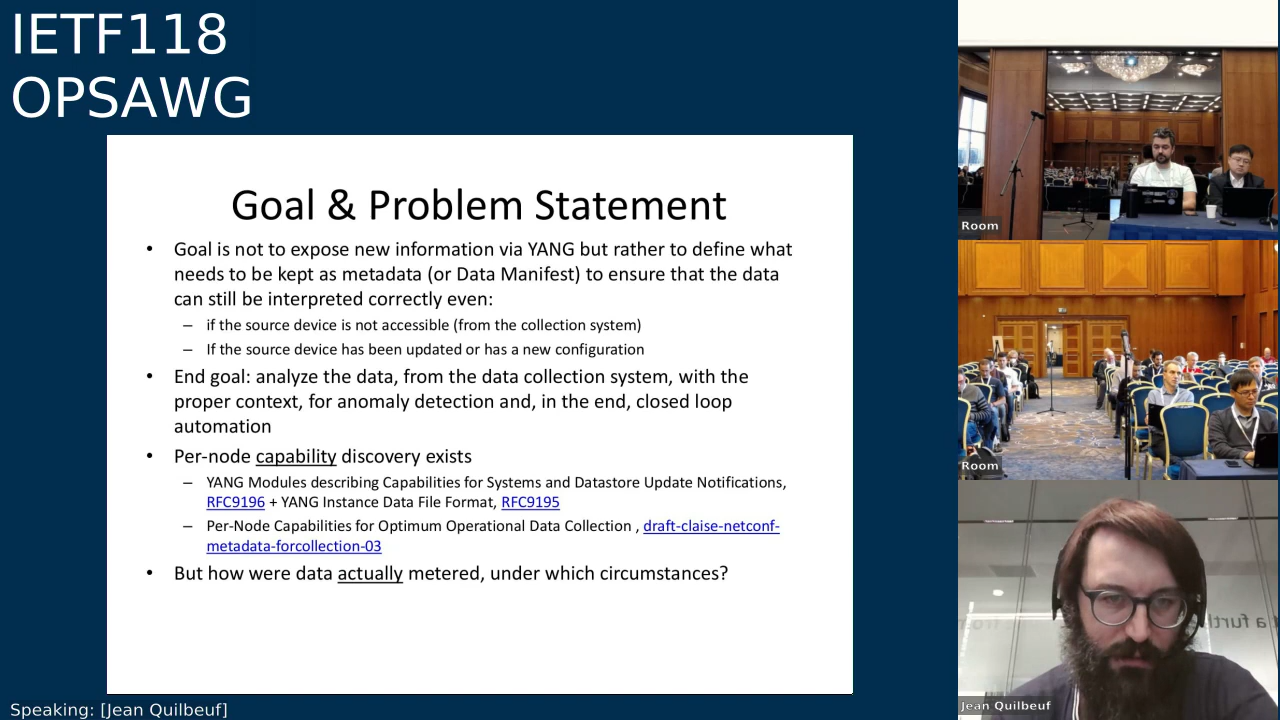 IETF118
OPSAWG
Goal & Problem Statement
• Goal is not to expose new information via YANG but rather to define what
needs to be kept as metadata (or Data Manifest) to ensure that the data
can still be interpreted correctly even:
– if the source device is not accessible (from the collection system)
– If the source device has been updated or has a new configuration
• End goal: analyze the data, from the data collection system, with the
proper context, for anomaly detection and, in the end, closed loop
automation
• Per-node capability discovery exists
– YANG Modules describing Capabilities for Systems and Datastore Update Notifications,
RFC9196 + YANG Instance Data File Format, RFC9195
– Per-Node Capabilities for Optimum Operational Data Collection , draft-claise-netconf-
metadata-forcollection-03
• But how were data actually metered, under which circumstances?
Room
Room
Jean Quilbeuf
Speaking: [Jean Quilbeuf]